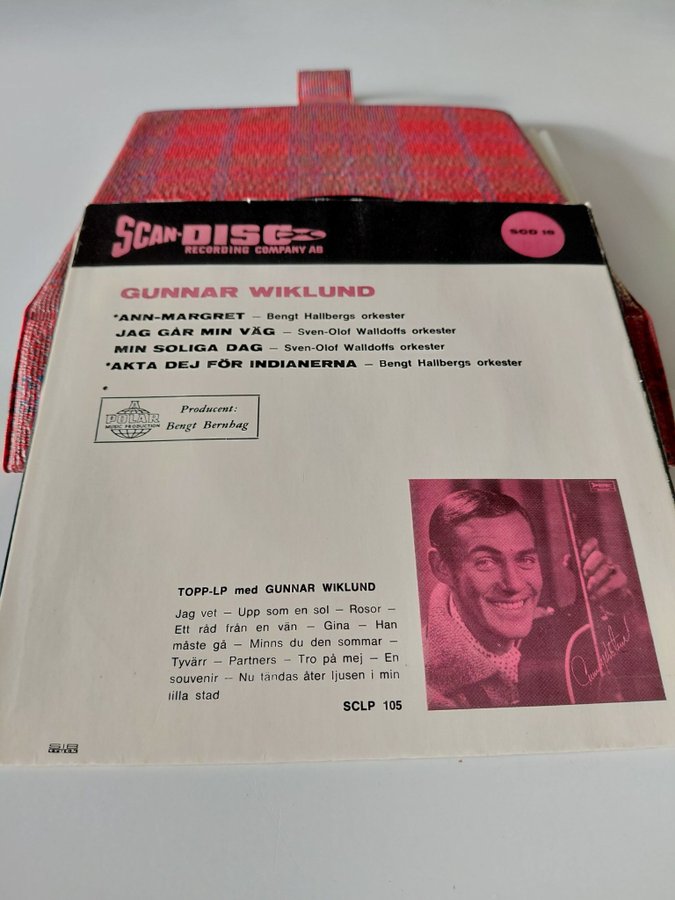 SCAN-DISC
RECORDING COMPANY AB
SCD 16
GUNNAR WIKLUND
*ANN-MARGRET – Bengt Hallbergs orkester
JAG GÅR MIN VÄG – Sven-Olof Walldoffs orkester
MIN SOLIGA DAG – Sven-Olof Walldoffs orkester
*AKTA DEJ FÖR INDIANERNA – Bengt Hallbergs orkester
*
POLAR
MUSIC PRODUCTION
Producent:
Bengt Bernhag
TOPP-LP med GUNNAR WIKLUND
Jag vet – Upp som en sol – Rosor –
Ett råd från en vän – Gina – Han
måste gå – Minns du den sommar –
Tyvärr – Partners – Tro på mej – En
souvenir – Nu tändas åter ljusen i min
lilla stad
SCLP 105